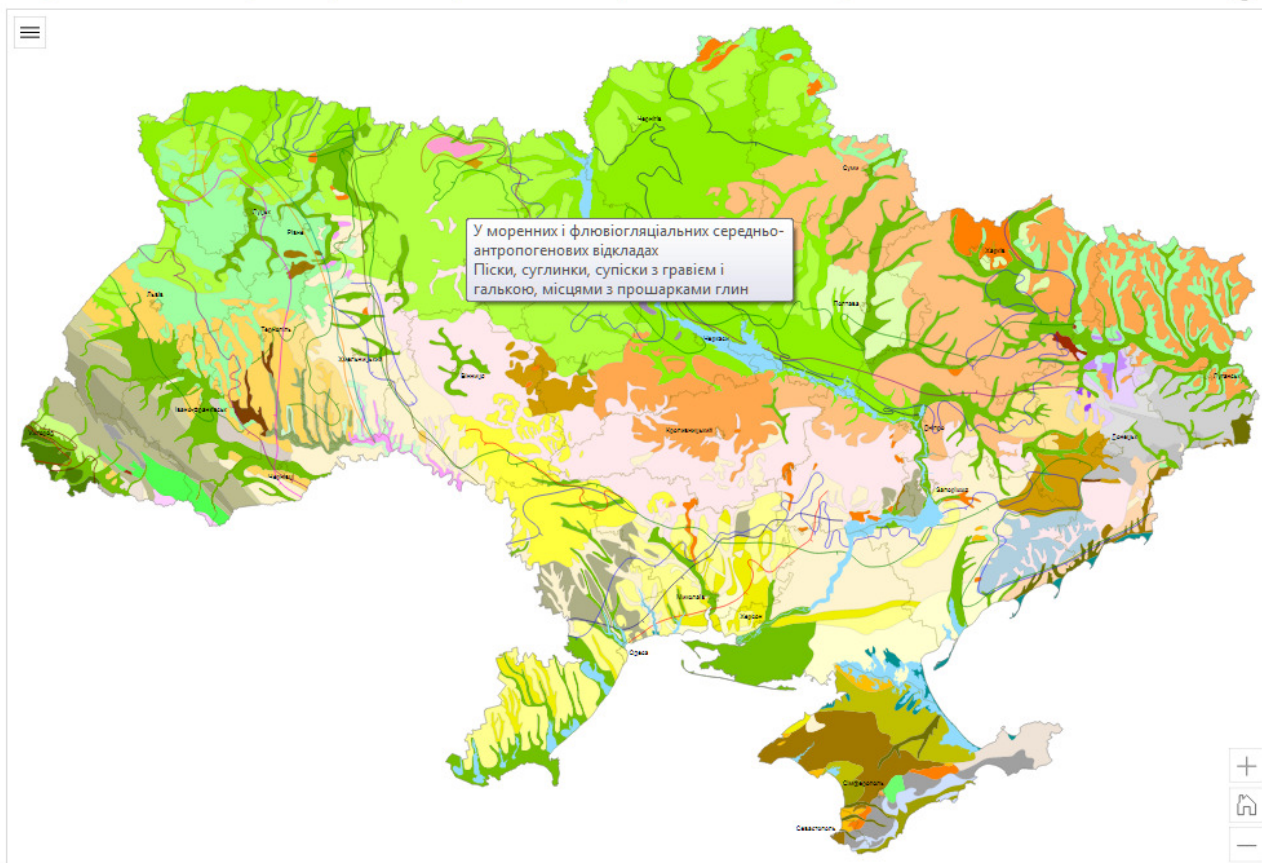 Чернігів
Суми
Луцьк
Рівне
Харків
У моренних і флювіогляціальних середньо-
антропогенових відкладах
Піски, суглинки, супіски з гравієм і
галькою, місцями з прошарками глин
Львів
Полтава
Тернопіль
Хмельницький
Черкаси
Вінниця
Луганськ
Івано-Франківськ
Ужгород
Кропивницький
Дніпро
Донецьк
Чернівці
Запоріжжя
Миколаїв
Херсон
Одеса
Сімферополь
Севастополь